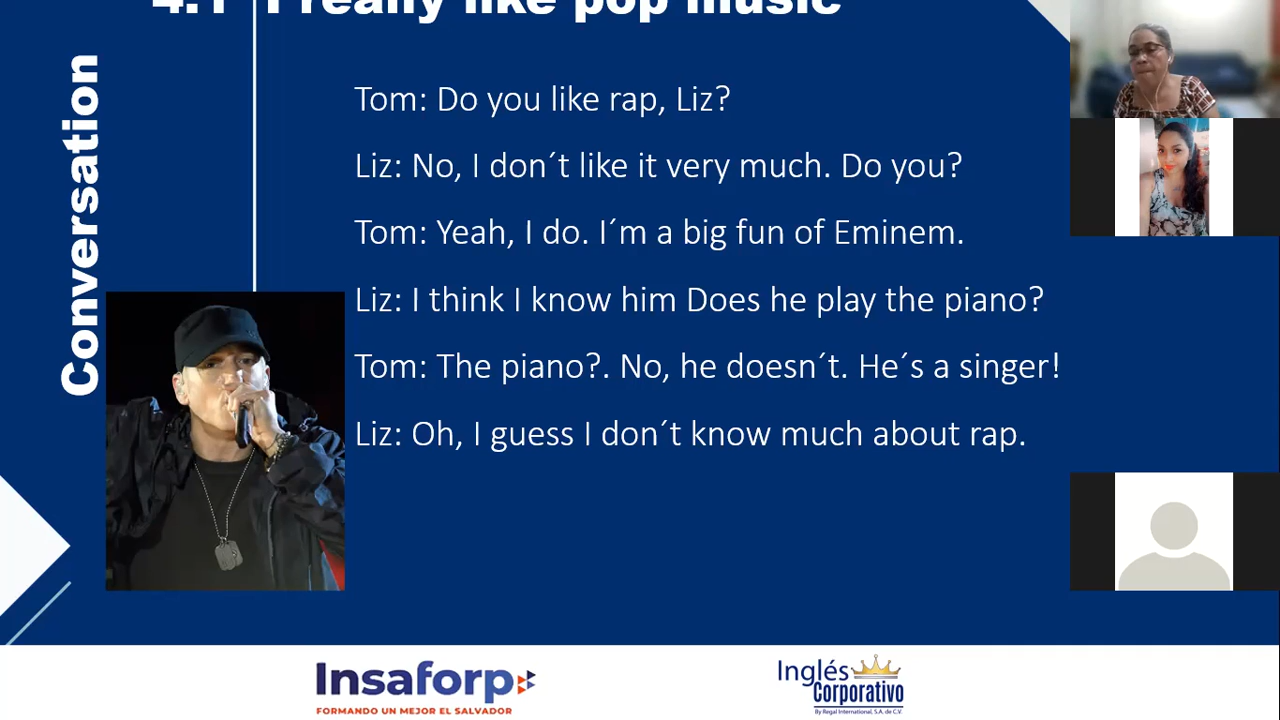 4.1 I really like pop music
Conversation
Tom: Do you like rap, Liz?
Liz: No, I don´t like it very much. Do you?
Tom: Yeah, I do. I´m a big fun of Eminem.
Liz: I think I know him Does he play the piano?
Tom: The piano?. No, he doesn´t. He´s a singer!
Liz: Oh, I guess I don´t know much about rap.
Insaforp
FORMANDO UN MEJOR EL SALVADOR
Inglés
Corporativo
By Regal International, S.A. de C.V.